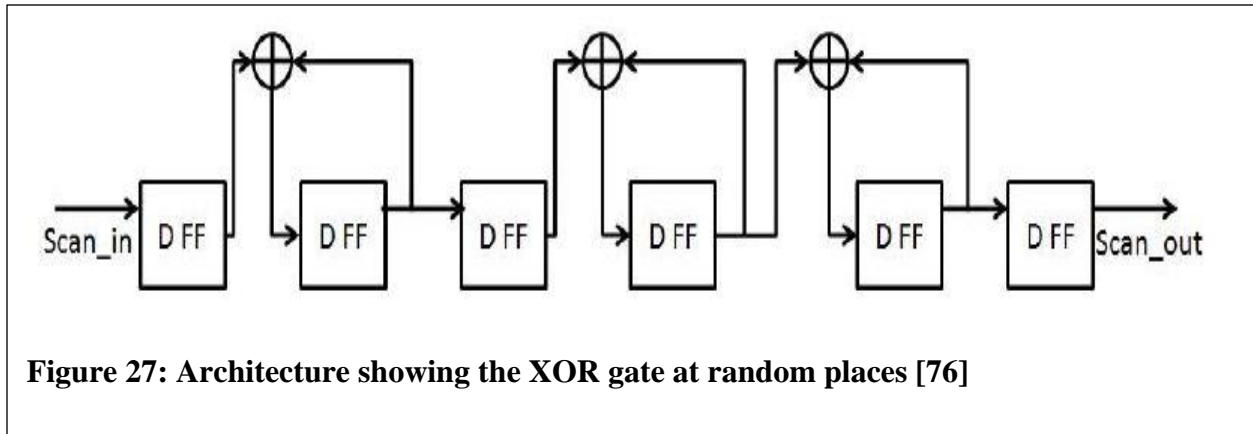 D FF D FF D FF D FF D FF D FF
Scan_in Scan_out
Figure 27: Architecture showing the XOR gate at random places [76]